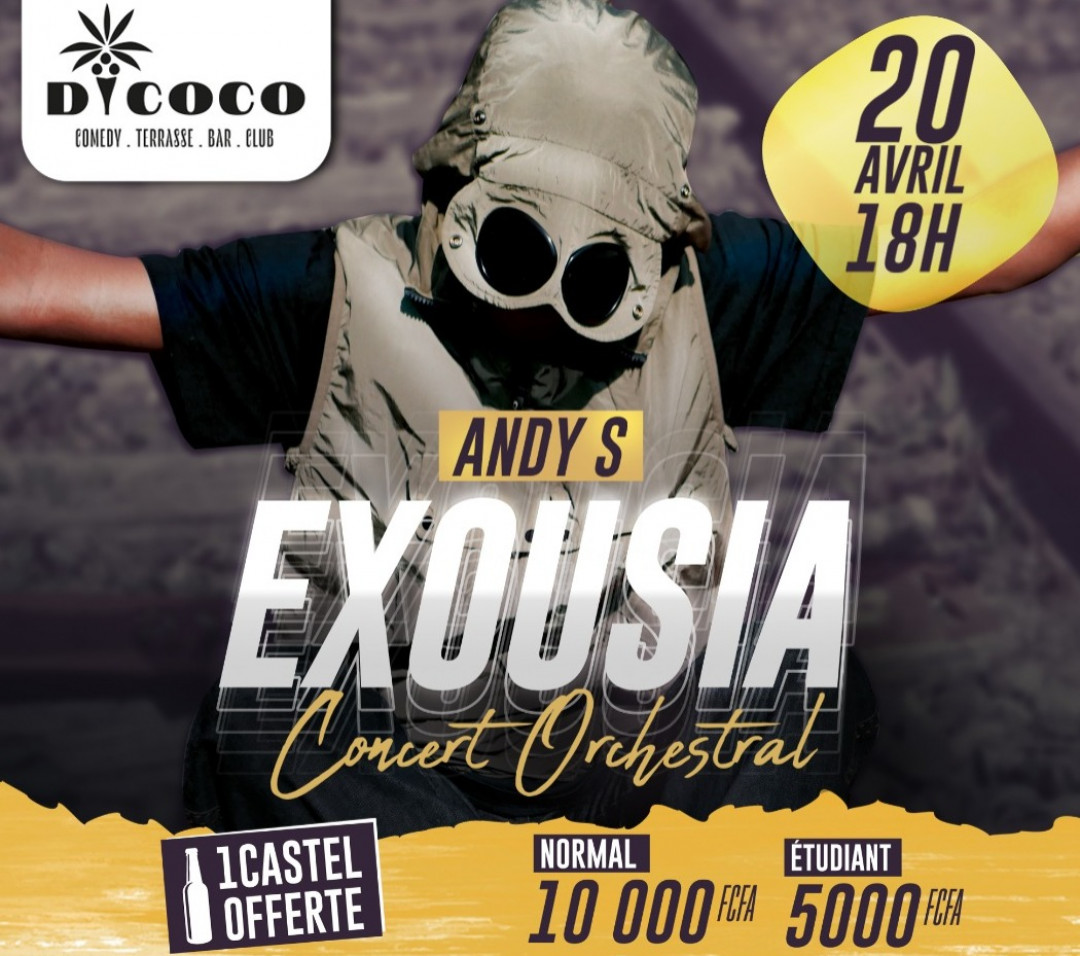 DYCOCO
COMEDY . TERRASSE . BAR . CLUB
20
AVRIL
18H
ANDY S
EXOUSIA
Concert Orchestral
1CASTEL
OFFERTE
NORMAL
10 000 FCFA
ÉTUDIANT
5000 FCFA